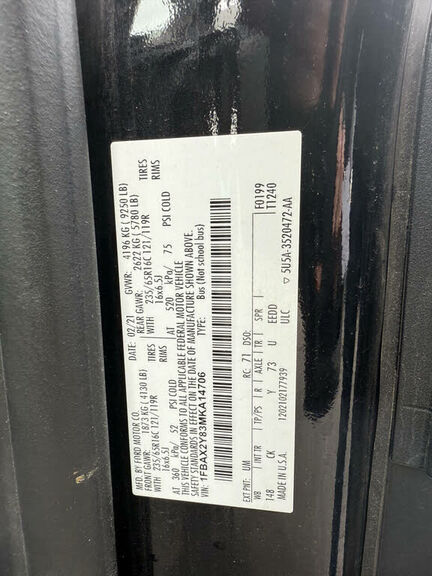 MFD. BY FORD MOTOR CO.
DATE: 02/21 GVWR: 4196 KG ( 9250 LB)
FRONT GAWR: 1873 KG ( 4130 LB) REAR GAWR: 2622 KG ( 5780 LB)
235/65R16C 121/119R TIRES WITH 235/65R16C 121/119R TIRES
16x6.5J RIMS 16x6.5J RIMS
AT 360 kPa/ 52 PSI COLD AT 520 kPa/ 75 PSI COLD
THIS VEHICLE CONFORMS TO ALL APPLICABLE FEDERAL MOTOR VEHICLE
SAFETY STANDARDS IN EFFECT ON THE DATE OF MANUFACTURE SHOWN ABOVE.
VIN: 1FBAX2Y83MKA14706 TYPE: Bus (Not school bus)
F0199
T1240
EXT PNT: UM RC: 71 DSO:
WB INT TR TP/PS R AXLE TR SPR
148 CK Y 73 U EEDD
MADE IN U.S.A. 1202102177939 ULC ▽ 5U5A-3520472-AA